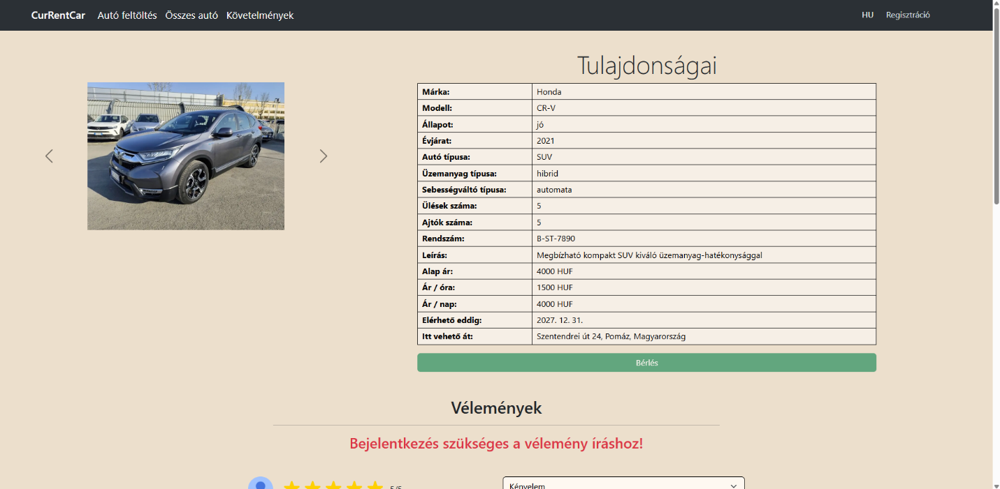 CurRentCar Autó feltöltés Összes autó Követelmények HU Regisztráció
Tulajdonságai
Márka: Honda
Modell: CR-V
Állapot: jó
Évjárat: 2021
Autó típusa: SUV
Üzemanyag típusa: hibrid
Sebességváltó típusa: automata
Ülések száma: 5
Ajtók száma: 5
Rendszám: B-ST-7890
Leírás: Megbízható kompakt SUV kiváló üzemanyag-hatékonysággal
Alap ár: 4000 HUF
Ár / óra: 1500 HUF
Ár / nap: 4000 HUF
Elérhető eddig: 2027. 12. 31.
Itt vehető át: Szentendrei út 24, Pomáz, Magyarország
Bérlés
Vélemények
Bejelentkezés szükséges a vélemény íráshoz!
5/5 Kényelem